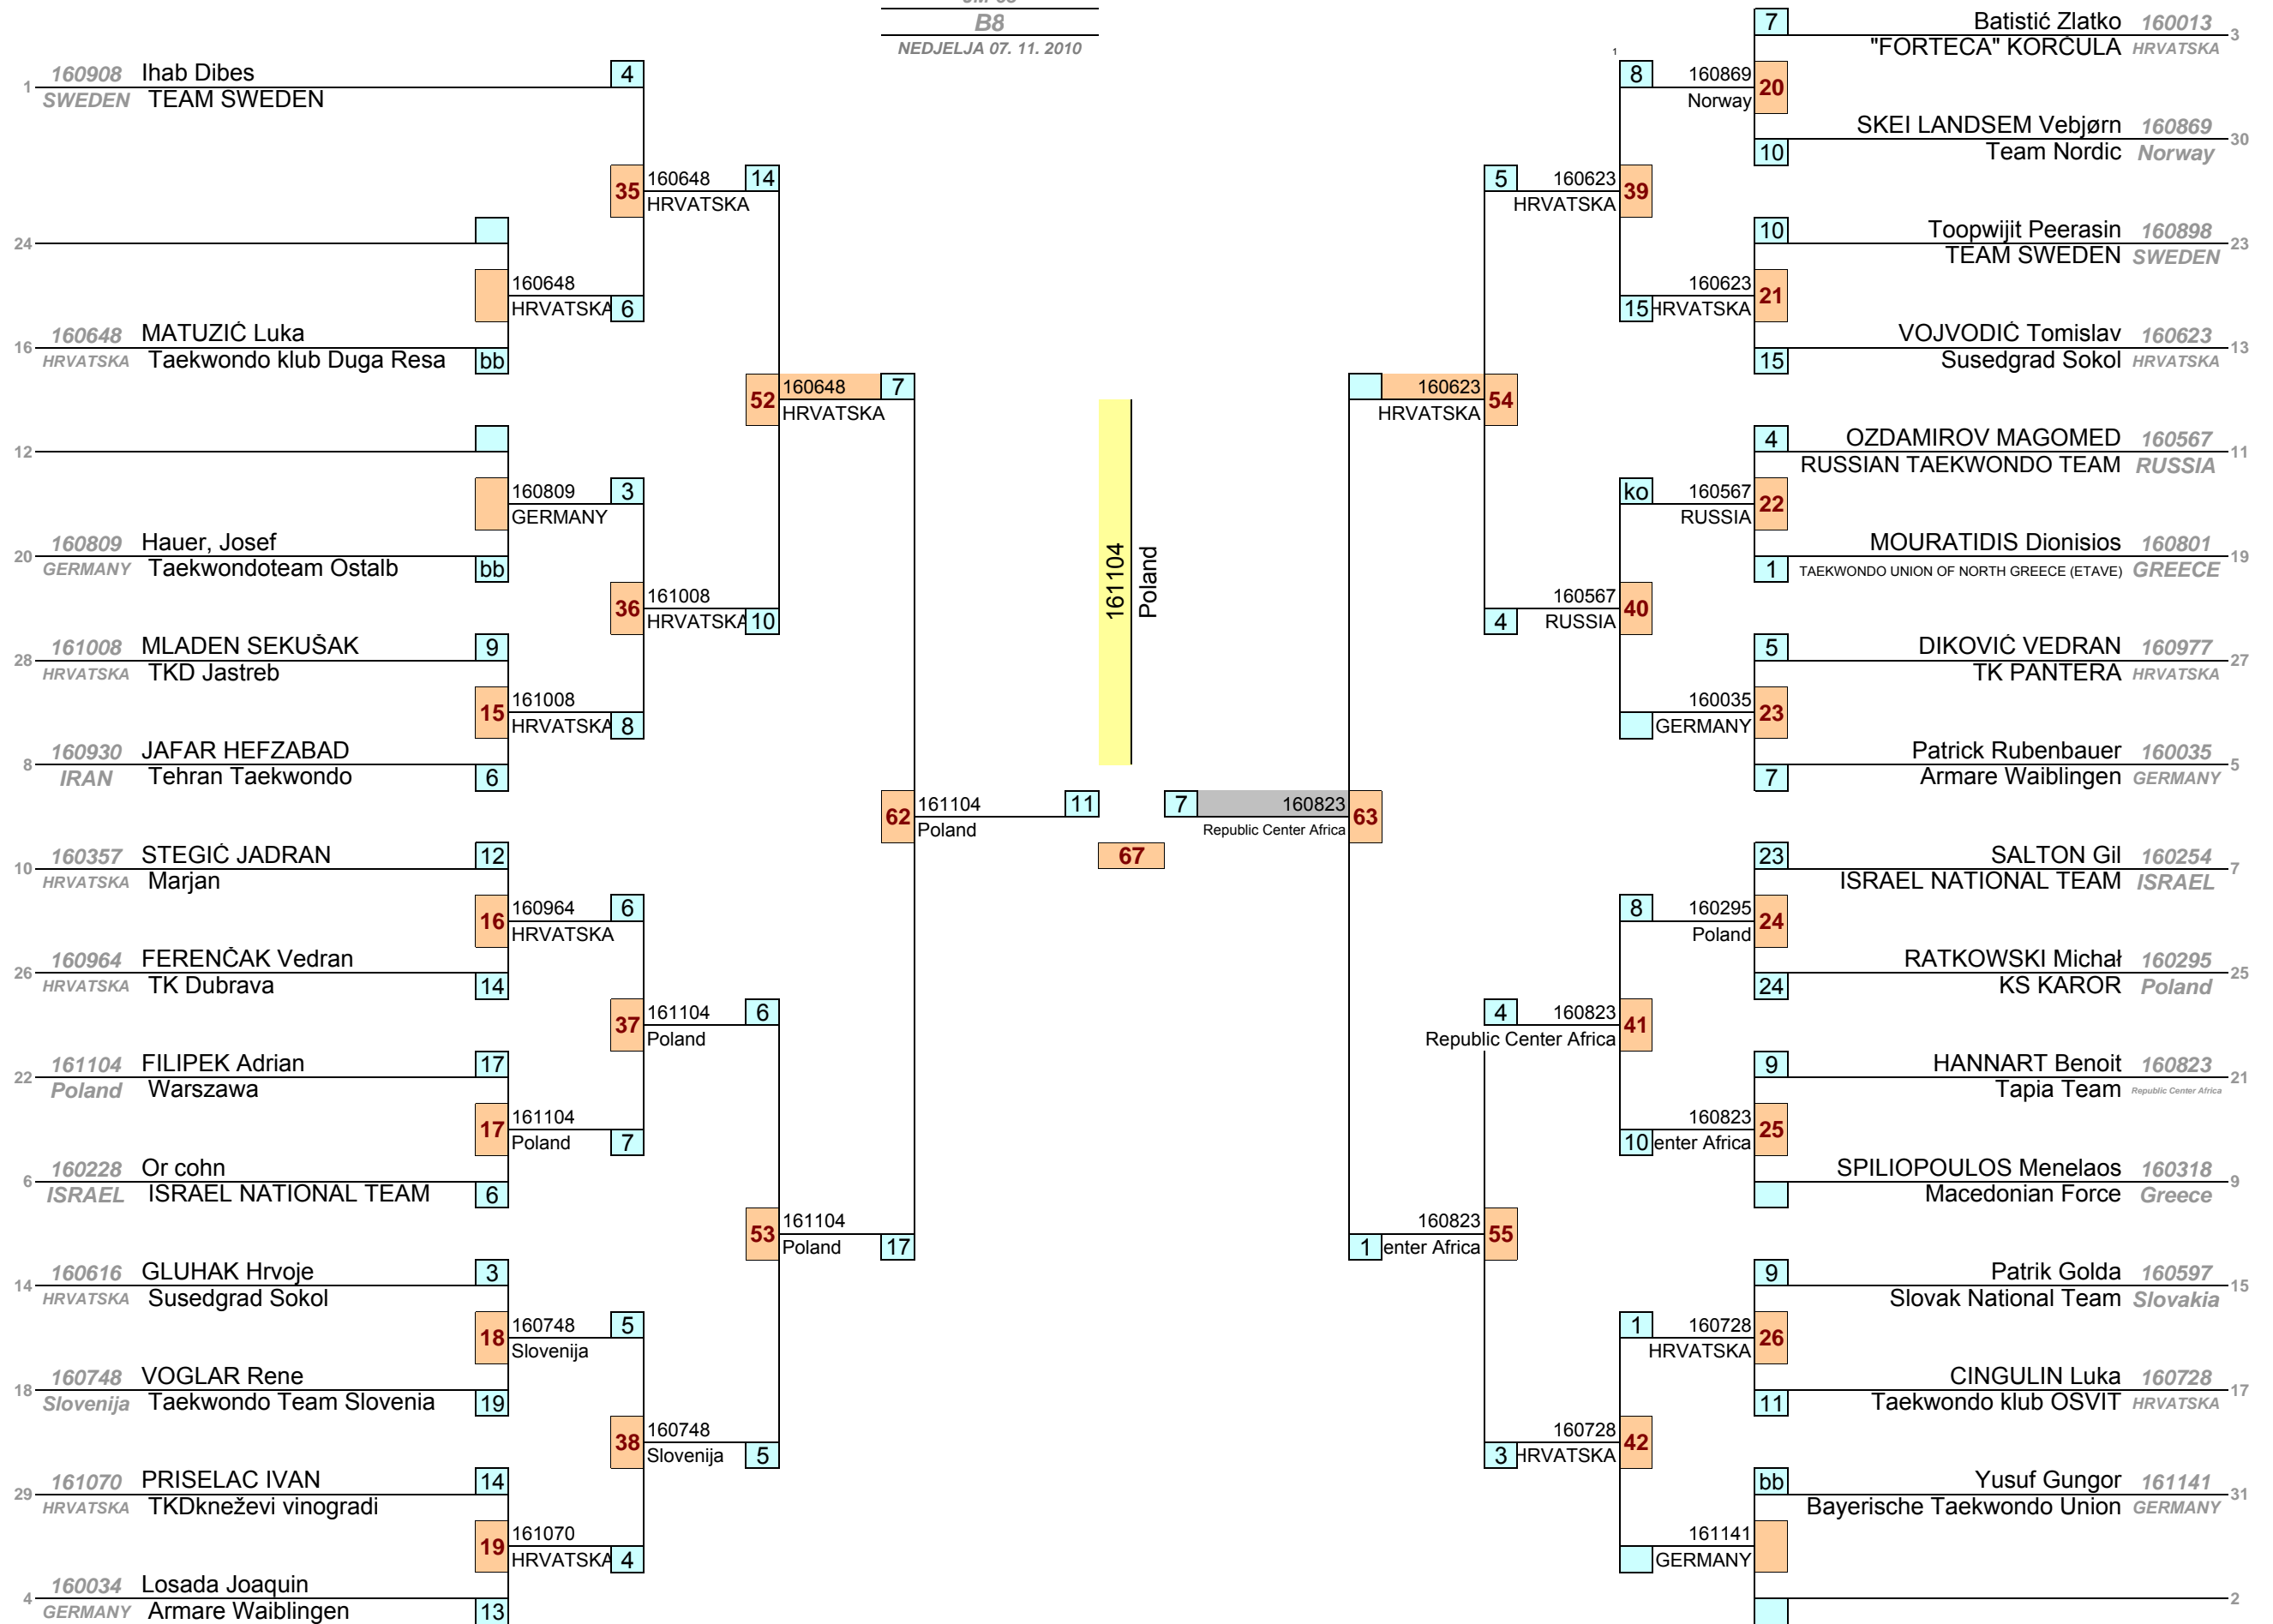 B8
NEDJELJA 07. 11. 2010
1 160908 Ihab Dibes 4
SWEDEN TEAM SWEDEN
35 160648 14
HRVATSKA
24
160648
HRVATSKA 6
16 160648 MATUZIĆ Luka
HRVATSKA Taekwondo klub Duga Resa bb
52 160648 7
HRVATSKA
12
160809 3
GERMANY
20 160809 Hauer, Josef
GERMANY Taekwondoteam Ostalb bb
36 161008
HRVATSKA 10
28 161008 MLADEN SEKUŠAK 9
HRVATSKA TKD Jastreb
15 161008
HRVATSKA 8
8 160930 JAFAR HEFZABAD
IRAN Tehran Taekwondo 6
62 161104 11
Poland
10 160357 STEGIĆ JADRAN 12
HRVATSKA Marjan
16 160964 6
HRVATSKA
26 160964 FERENČAK Vedran
HRVATSKA TK Dubrava 14
37 161104 6
Poland
22 161104 FILIPEK Adrian 17
Poland Warszawa
17 161104
Poland 7
6 160228 Or cohn
ISRAEL ISRAEL NATIONAL TEAM 6
53 161104
Poland 17
14 160616 GLUHAK Hrvoje 3
HRVATSKA Susedgrad Sokol
18 160748 5
Slovenija
18 160748 VOGLAR Rene
Slovenija Taekwondo Team Slovenia 19
38 160748
Slovenija 5
29 161070 PRISELAC IVAN 14
HRVATSKA TKDkneževi vinogradi
19 161070
HRVATSKA 4
4 160034 Losada Joaquin
GERMANY Armare Waiblingen 13
161104
Poland
67
7 Batistić Zlatko 160013 3
"FORTECA" KORČULA HRVATSKA
1
8 160869 20
Norway
SKEI LANDSEM Vebjørn 160869 30
10 Team Nordic Norway
5 160623 39
HRVATSKA
10 Toopwijit Peerasin 160898 23
TEAM SWEDEN SWEDEN
160623 21
15 HRVATSKA
VOJVODIĆ Tomislav 160623 13
15 Susedgrad Sokol HRVATSKA
160623 54
HRVATSKA
4 OZDAMIROV MAGOMED 160567 11
RUSSIAN TAEKWONDO TEAM RUSSIA
ko 160567 22
RUSSIA
MOURATIDIS Dionisios 160801 19
1 TAEKWONDO UNION OF NORTH GREECE (ETAVE) GREECE
160567 40
4 RUSSIA
5 DIKOVIĆ VEDRAN 160977 27
TK PANTERA HRVATSKA
160035 23
GERMANY
Patrick Rubenbauer 160035 5
7 Armare Waiblingen GERMANY
7 160823 63
Republic Center Africa
23 SALTON Gil 160254 7
ISRAEL NATIONAL TEAM ISRAEL
8 160295 24
Poland
RATKOWSKI Michał 160295 25
24 KS KAROR Poland
4 160823 41
Republic Center Africa
9 HANNART Benoit 160823 21
Tapia Team Republic Center Africa
160823 25
10 enter Africa
SPILIOPOULOS Menelaos 160318 9
Macedonian Force Greece
160823 55
1 enter Africa
9 Patrik Golda 160597 15
Slovak National Team Slovakia
1 160728 26
HRVATSKA
CINGULIN Luka 160728 17
11 Taekwondo klub OSVIT HRVATSKA
160728 42
3 HRVATSKA
bb Yusuf Gungor 161141 31
Bayerische Taekwondo Union GERMANY
161141
GERMANY
2